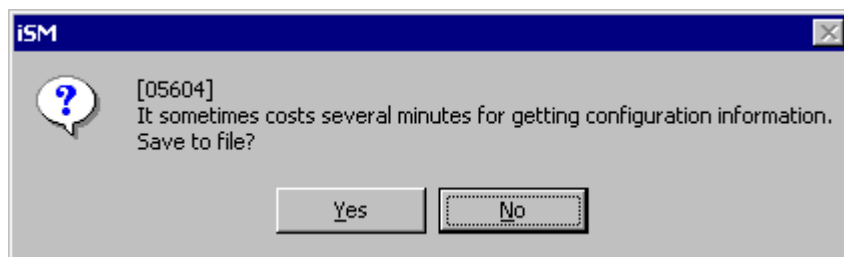 iSM
[05604]
It sometimes costs several minutes for getting configuration information.
Save to file?
Yes
No